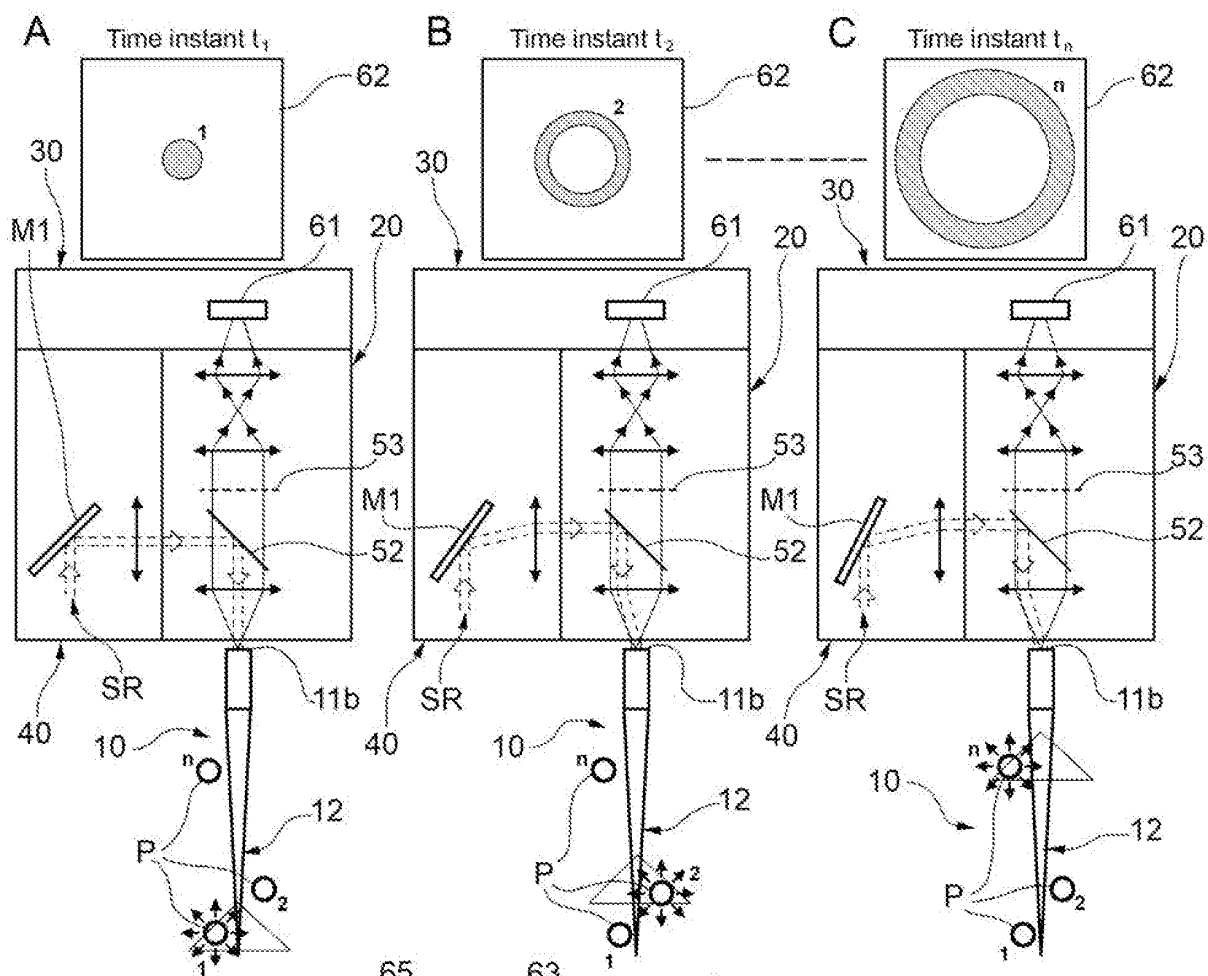 A B C
Time instant t1 Time instant t2 Time instant tn
62 62 62
1 2 n
30 30 30
M1 61 20 61 20 61 20
53 53 53
M1 M1
52 52 52
SR SR SR
40 11b 40 11b 40 11b
10 10 10
n n n
12 12 12
P P P
2 2 2
1 1 1
65 63